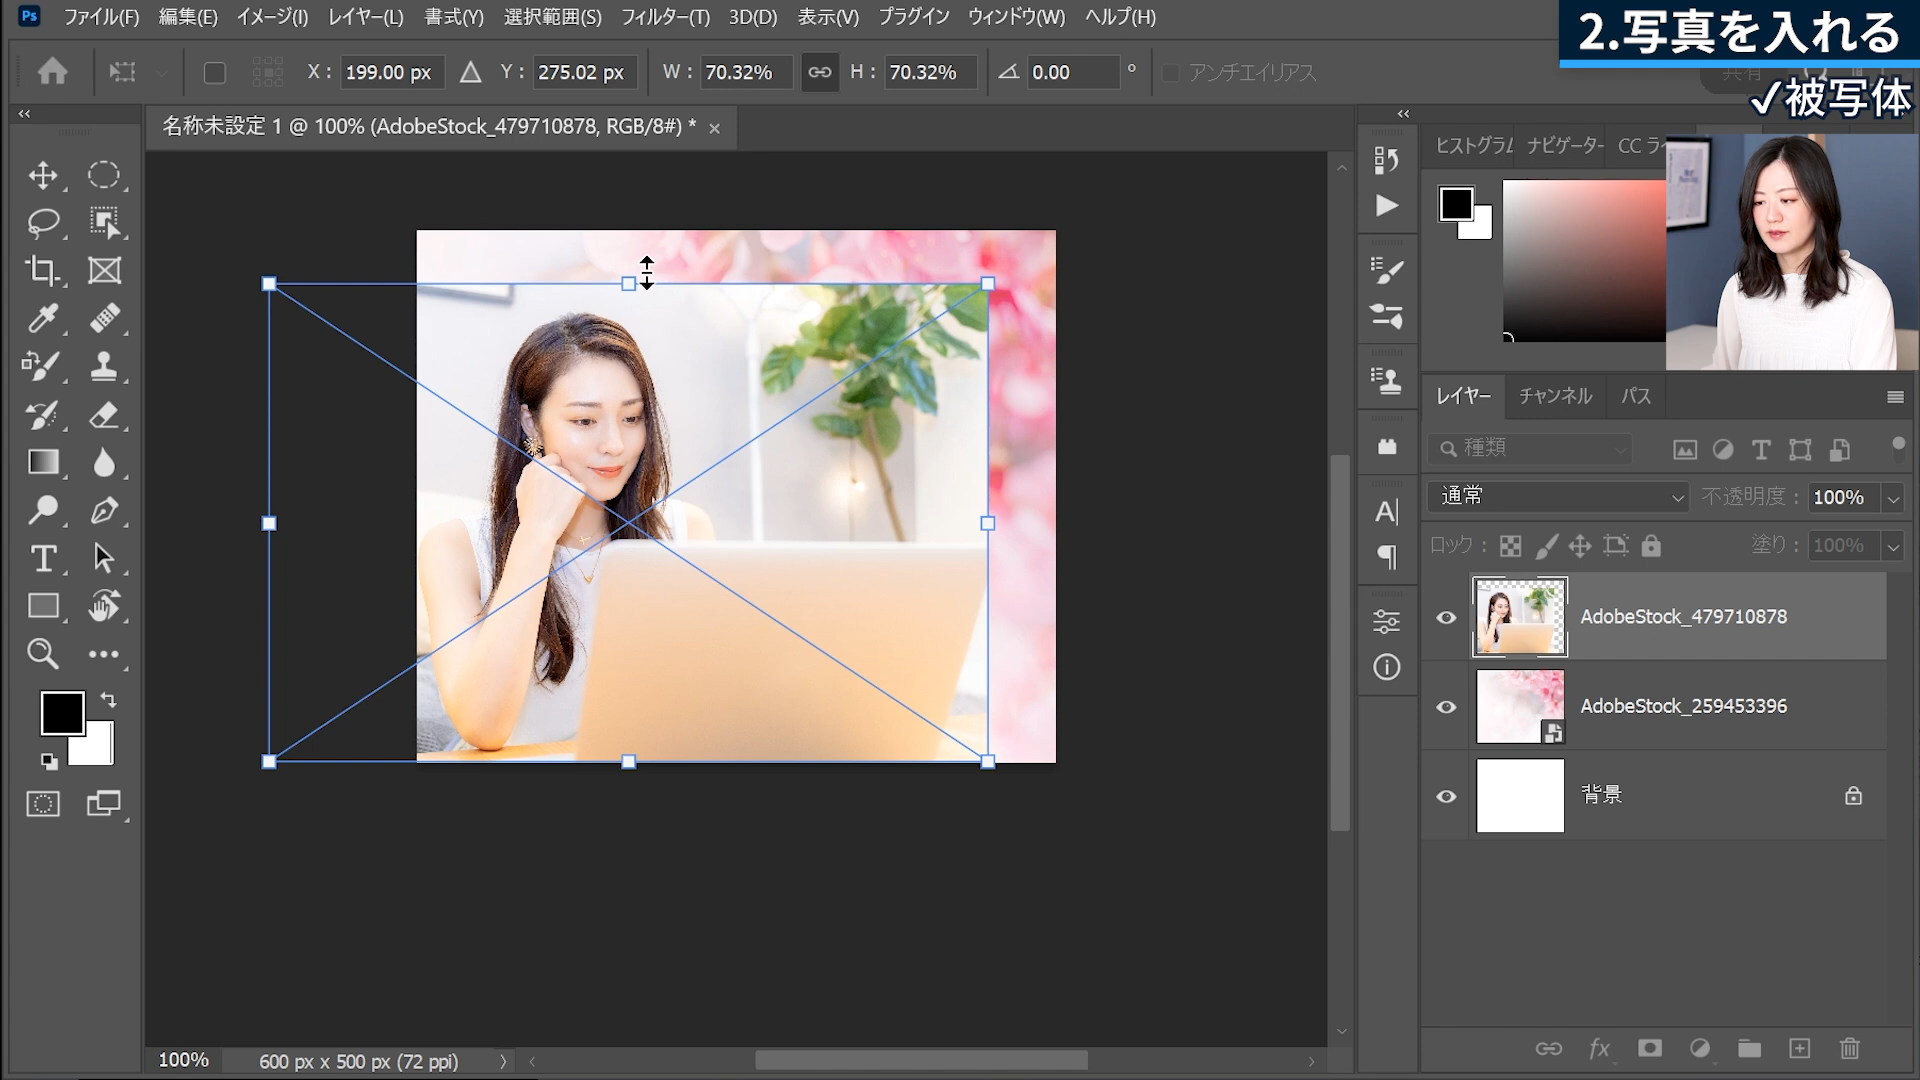 Ps ファイル(F) 編集(E) イメージ(I) レイヤー(L) 書式(Y) 選択範囲(S) フィルター(T) 3D(D) 表示(V) プラグイン ウィンドウ(W) ヘルプ(H)
2.写真を入れる
X : 199.00 px Y : 275.02 px W : 70.32% H : 70.32% 0.00 ° アンチエイリアス 共有
✓被写体
名称未設定 1 @ 100% (AdobeStock_479710878, RGB/8#) * ×
ヒストグラム ナビゲーター CC ライ
レイヤー チャンネル パス
種類
通常 不透明度 : 100%
ロック : 塗り : 100%
AdobeStock_479710878
AdobeStock_259453396
背景
fx
100% 600 px x 500 px (72 ppi)